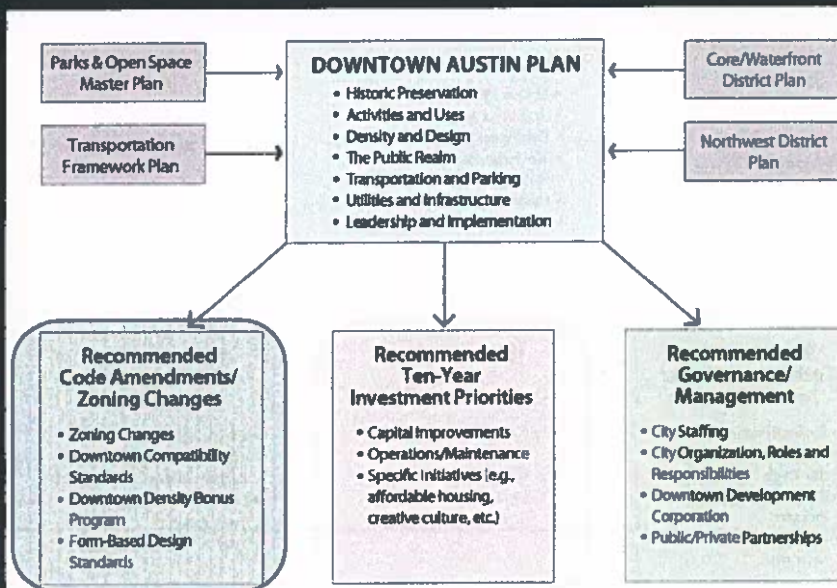 Parks & Open Space
Master Plan
Transportation
Framework Plan
DOWNTOWN AUSTIN PLAN
• Historic Preservation
• Activities and Uses
• Density and Design
• The Public Realm
• Transportation and Parking
• Utilities and Infrastructure
• Leadership and Implementation
Core/Waterfront
District Plan
Northwest District
Plan
Recommended
Code Amendments/
Zoning Changes
• Zoning Changes
• Downtown Compatibility
Standards
• Downtown Density Bonus
Program
• Form-Based Design
Standards
Recommended
Ten-Year
Investment Priorities
• Capital Improvements
• Operations/Maintenance
• Specific Initiatives (e.g.,
affordable housing,
creative culture, etc.)
Recommended
Governance/
Management
• City Staffing
• City Organization, Roles and
Responsibilities
• Downtown Development
Corporation
• Public/Private Partnerships